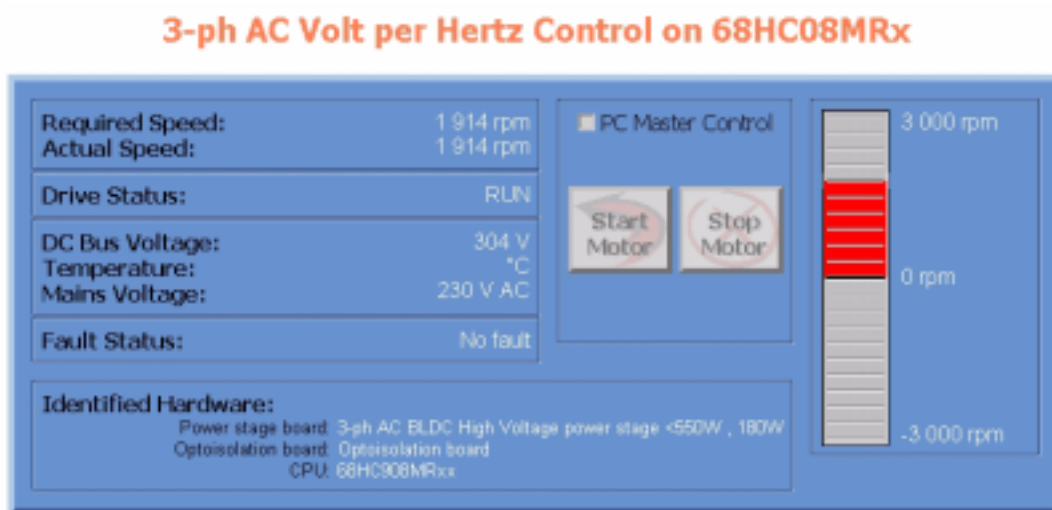 3-ph AC Volt per Hertz Control on 68HC08MRx
Required Speed: 1 914 rpm
Actual Speed: 1 914 rpm
Drive Status: RUN
DC Bus Voltage: 304 V
Temperature: °C
Mains Voltage: 230 V AC
Fault Status: No fault
PC Master Control
Start Motor
Stop Motor
3 000 rpm
0 rpm
-3 000 rpm
Identified Hardware:
Power stage board: 3-ph AC BLDC High Voltage power stage <550W , 180W
Optoisolation board: Optoisolation board
CPU: 68HC908MRxx